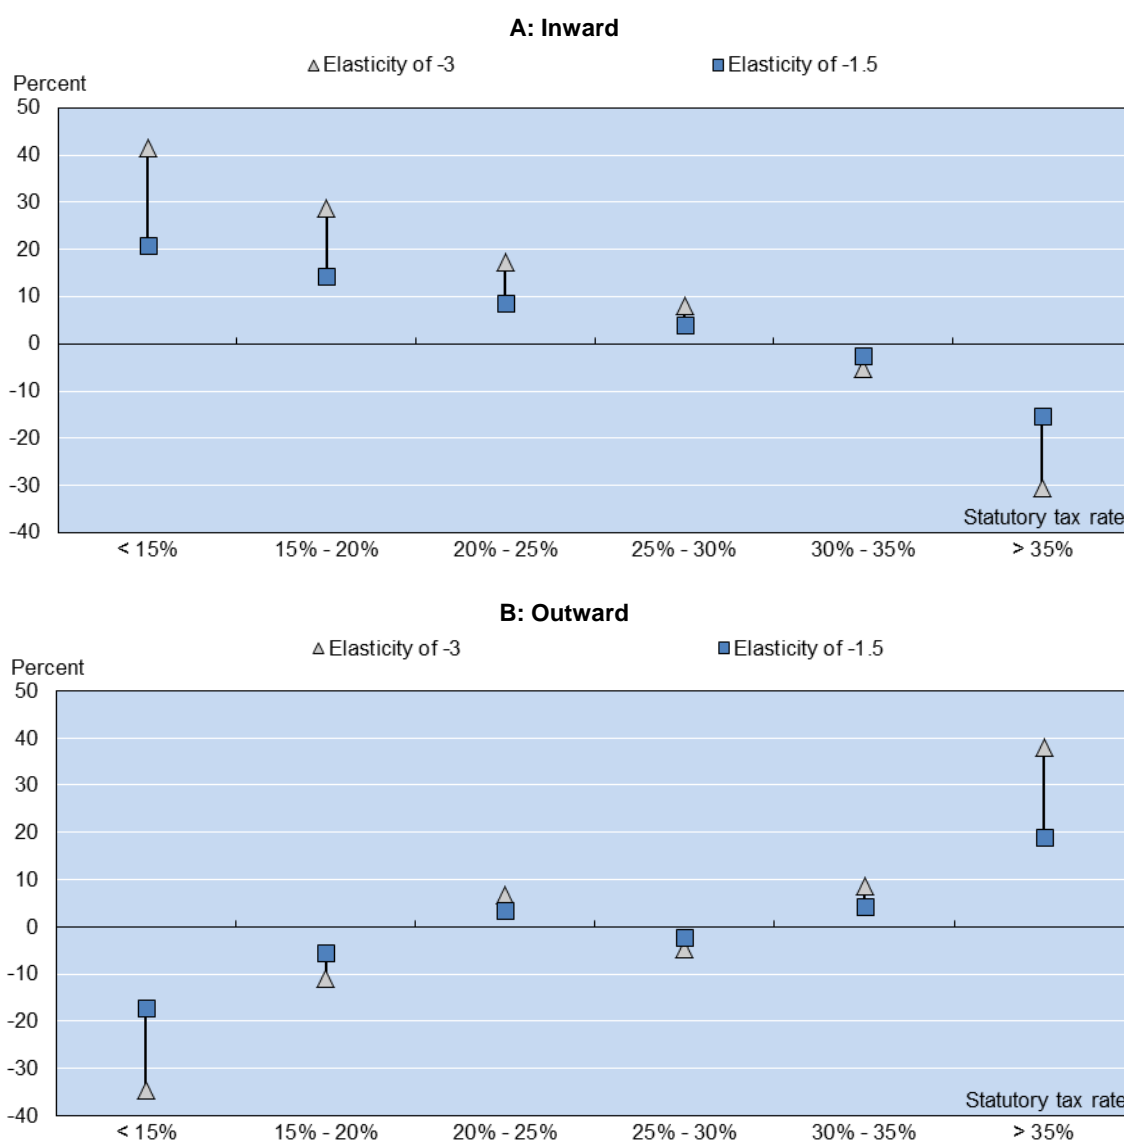 A: Inward
Elasticity of -3 Elasticity of -1.5
Percent
50
40
30
20
10
0
-10
-20
-30
-40
Statutory tax rate
< 15% 15% - 20% 20% - 25% 25% - 30% 30% - 35% > 35%
B: Outward
Elasticity of -3 Elasticity of -1.5
Percent
50
40
30
20
10
0
-10
-20
-30
-40
Statutory tax rate
< 15% 15% - 20% 20% - 25% 25% - 30% 30% - 35% > 35%